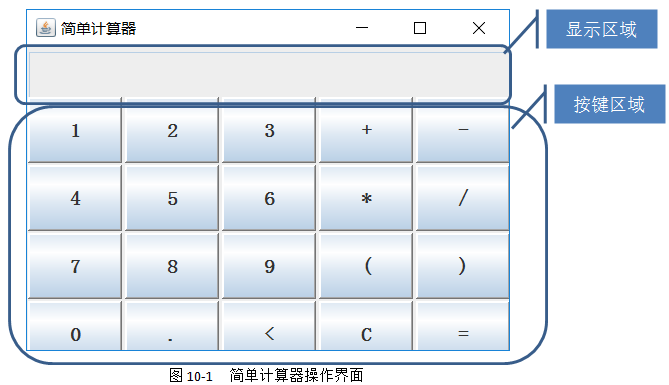 简单计算器
显示区域
按键区域
1 2 3 + -
4 5 6 * /
7 8 9 ( )
0 . < C =
图 10-1 简单计算器操作界面